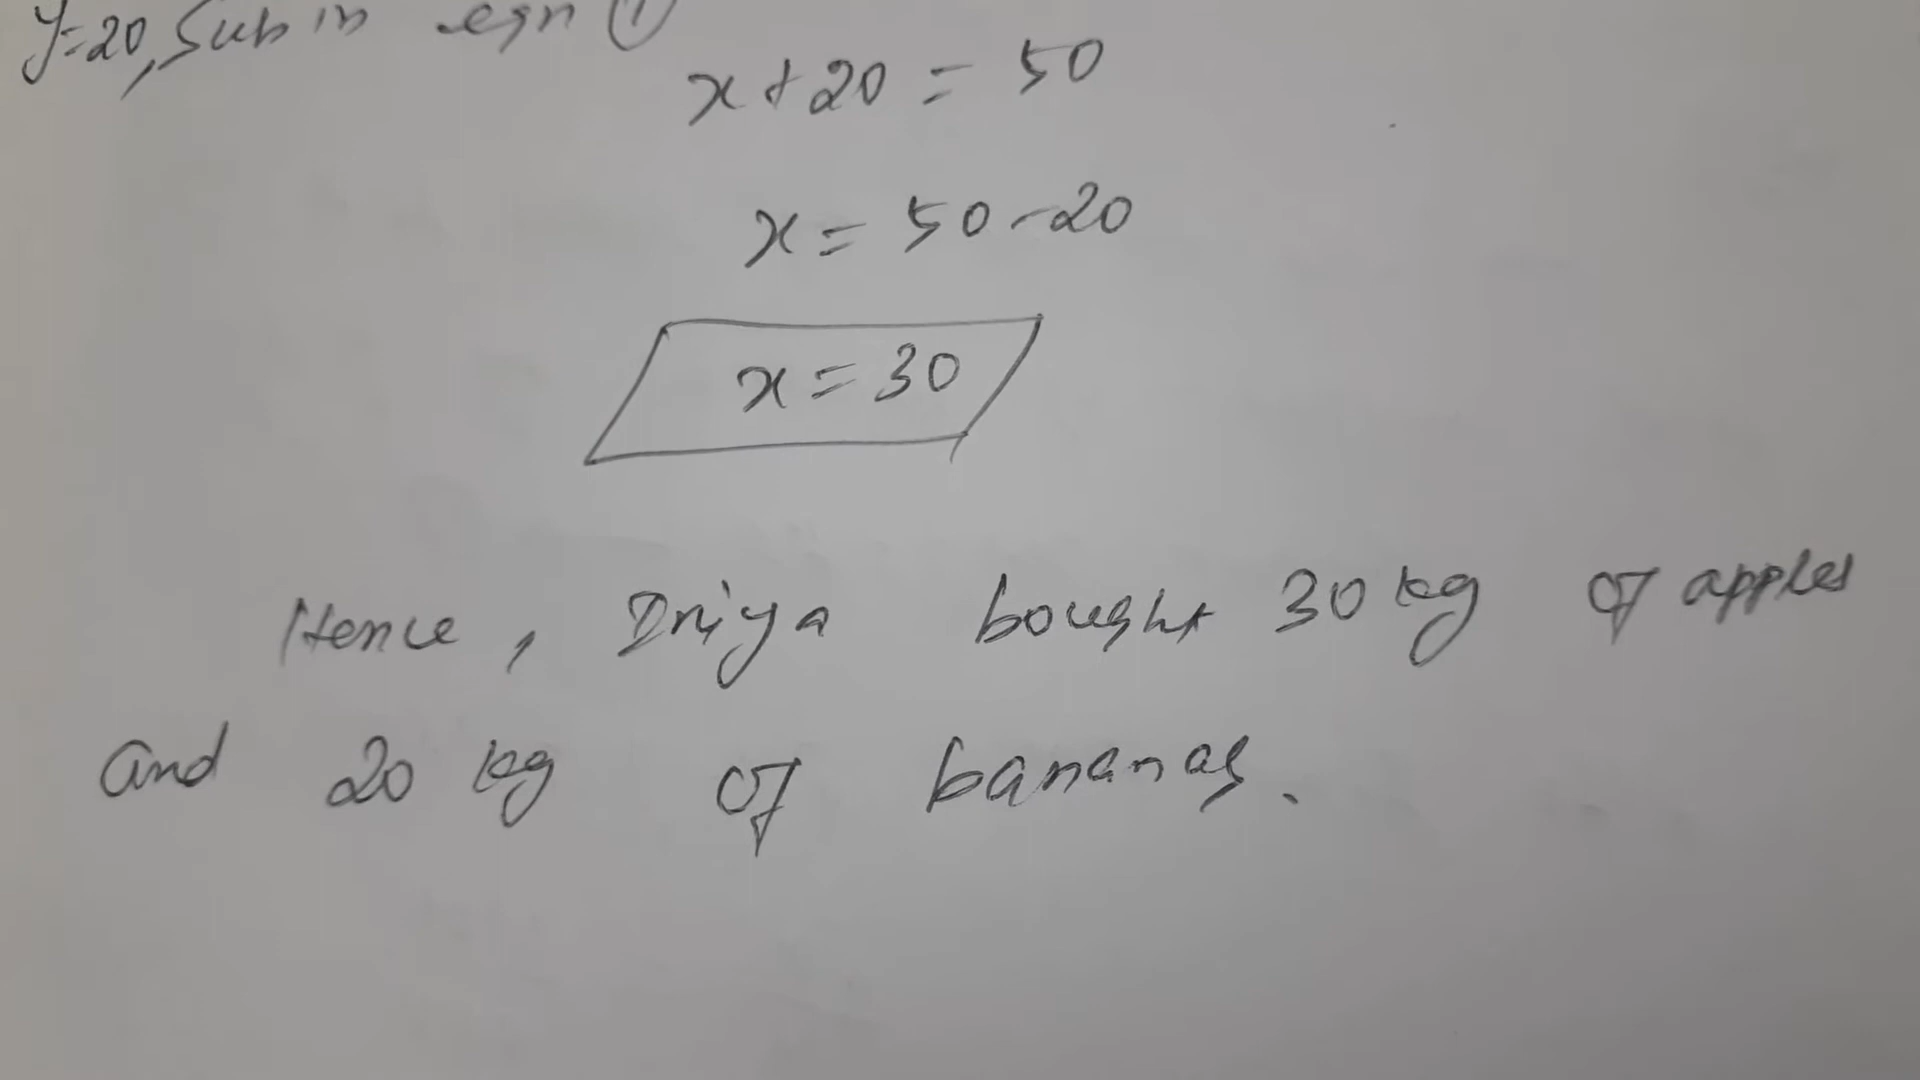 y=20, Sub in eqn ①
x + 20 = 50
x = 50 - 20
x = 30
Hence, Priya bought 30 kg of apples
and 20 kg of bananas.